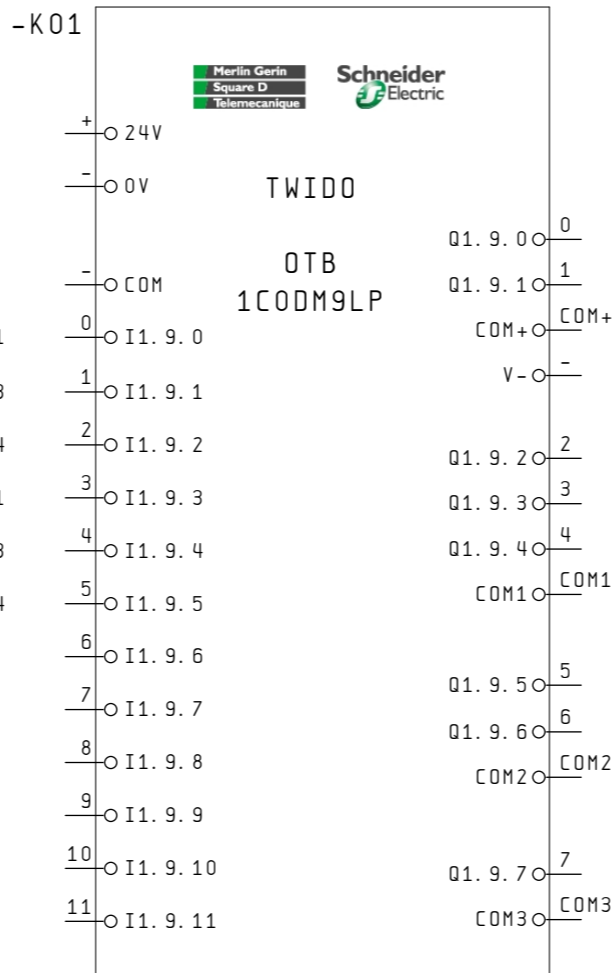 -K01
Merlin Gerin
Square D
Telemecanique
Schneider
Electric
+ 24V
- 0V
TWIDO
OTB
1CODM9LP
- COM
0 I1.9.0
1 I1.9.1
2 I1.9.2
3 I1.9.3
4 I1.9.4
5 I1.9.5
6 I1.9.6
7 I1.9.7
8 I1.9.8
9 I1.9.9
10 I1.9.10
11 I1.9.11
Q1.9.0 0
Q1.9.1 1
COM+ COM+
V- -
Q1.9.2 2
Q1.9.3 3
Q1.9.4 4
COM1 COM1
Q1.9.5 5
Q1.9.6 6
COM2 COM2
Q1.9.7 7
COM3 COM3